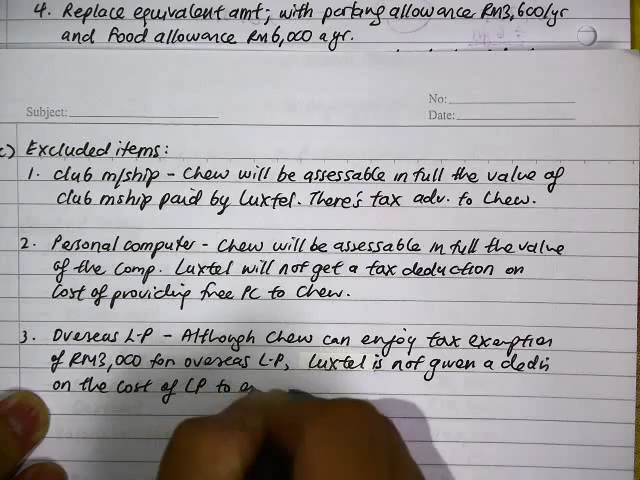 4. Replace equivalent amt; with parking allowance RM3,600/yr
and Food allowance RM 6,000 a yr.
No:
Subject:
Date:
c) Excluded items:
1. club m/ship - Chew will be assessable in full the value of
club mship paid by Luxtel. There's tax adv. to Chew.
2. Personal computer - Chew will be assessable in full the value
of the comp. Luxtel will not get a tax deduction on
cost of providing free PC to Chew.
3. Overseas L-P - Although Chew can enjoy tax exemption
of RM3,000 for overseas L-P, Luxtel is not given a dedn
on the cost of LP to